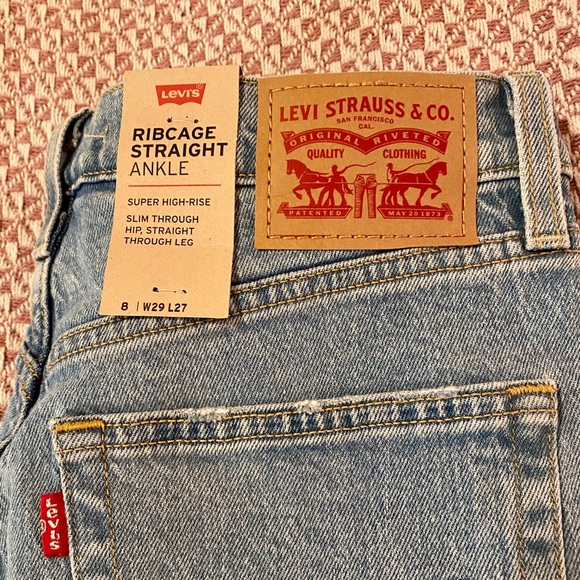 Levi's
RIBCAGE
STRAIGHT
ANKLE
SUPER HIGH-RISE
SLIM THROUGH
HIP, STRAIGHT
THROUGH LEG
8 | W29 L27
LEVI STRAUSS & CO.
SAN FRANCISCO
CAL.
ORIGINAL RIVETED
QUALITY CLOTHING
PATENTED MAY 20 1873
Levi's